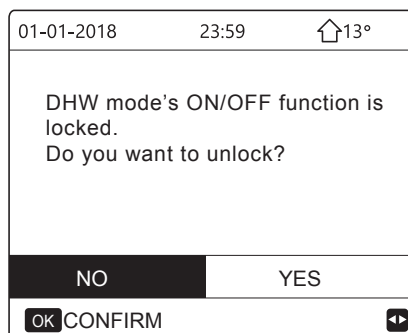 01-01-2018 23:59 13°
DHW mode's ON/OFF function is
locked.
Do you want to unlock?
NO YES
OK CONFIRM